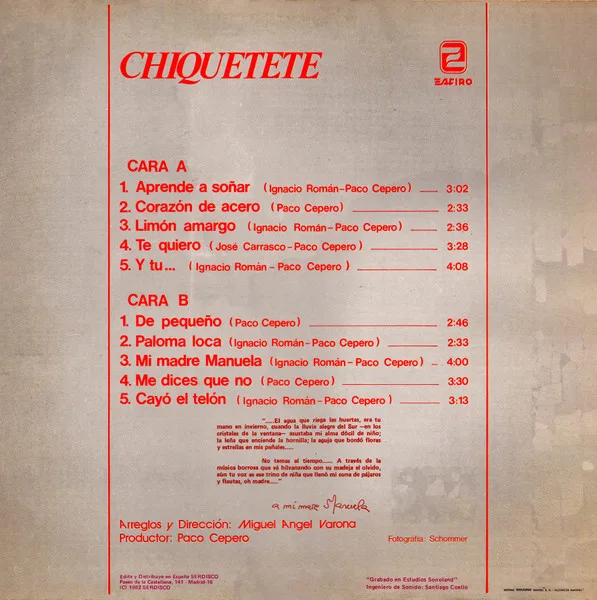 CHIQUETETE
ZAFIRO
CARA A
1. Aprende a soñar (Ignacio Román-Paco Cepero) 3:02
2. Corazón de acero (Paco Cepero) 2:33
3. Limón amargo (Ignacio Román-Paco Cepero) 2:36
4. Te quiero (José Carrasco-Paco Cepero) 3:28
5. Y tu... (Ignacio Román-Paco Cepero) 4:08
CARA B
1. De pequeño (Paco Cepero) 2:46
2. Paloma loca (Ignacio Román-Paco Cepero) 2:33
3. Mi madre Manuela (Ignacio Román-Paco Cepero) 4:00
4. Me dices que no (Paco Cepero) 3:30
5. Cayó el telón (Ignacio Román-Paco Cepero) 3:13
".....El agua que riega las huertas, era tu
mano en invierno, cuando la lluvia alegre del Sur -en los
cristales de la ventana- asustaba mi alma dócil de niño;
la leña que enciende la hornilla; la aguja que bordó flores
y estrellas en mis pañales....
No temas al tiempo..... A través de la
música borrosa que vá hilvanando con su madeja el olvido,
aún tu voz es ese trino de niña que llenó mi cuna de pájaros
y flautas, oh madre....."
a mi mare Manuela
Arreglos y Dirección: Miguel Angel Varona
Productor: Paco Cepero
Fotografía: Schommer
Edita y Distribuye en España SERDISCO
Paseo de la Castellana, 141 - Madrid-16
(C) 1982 SERDISCO
"Grabado en Estudios Sonoland"
Ingeniero de Sonido: Santiago Coello